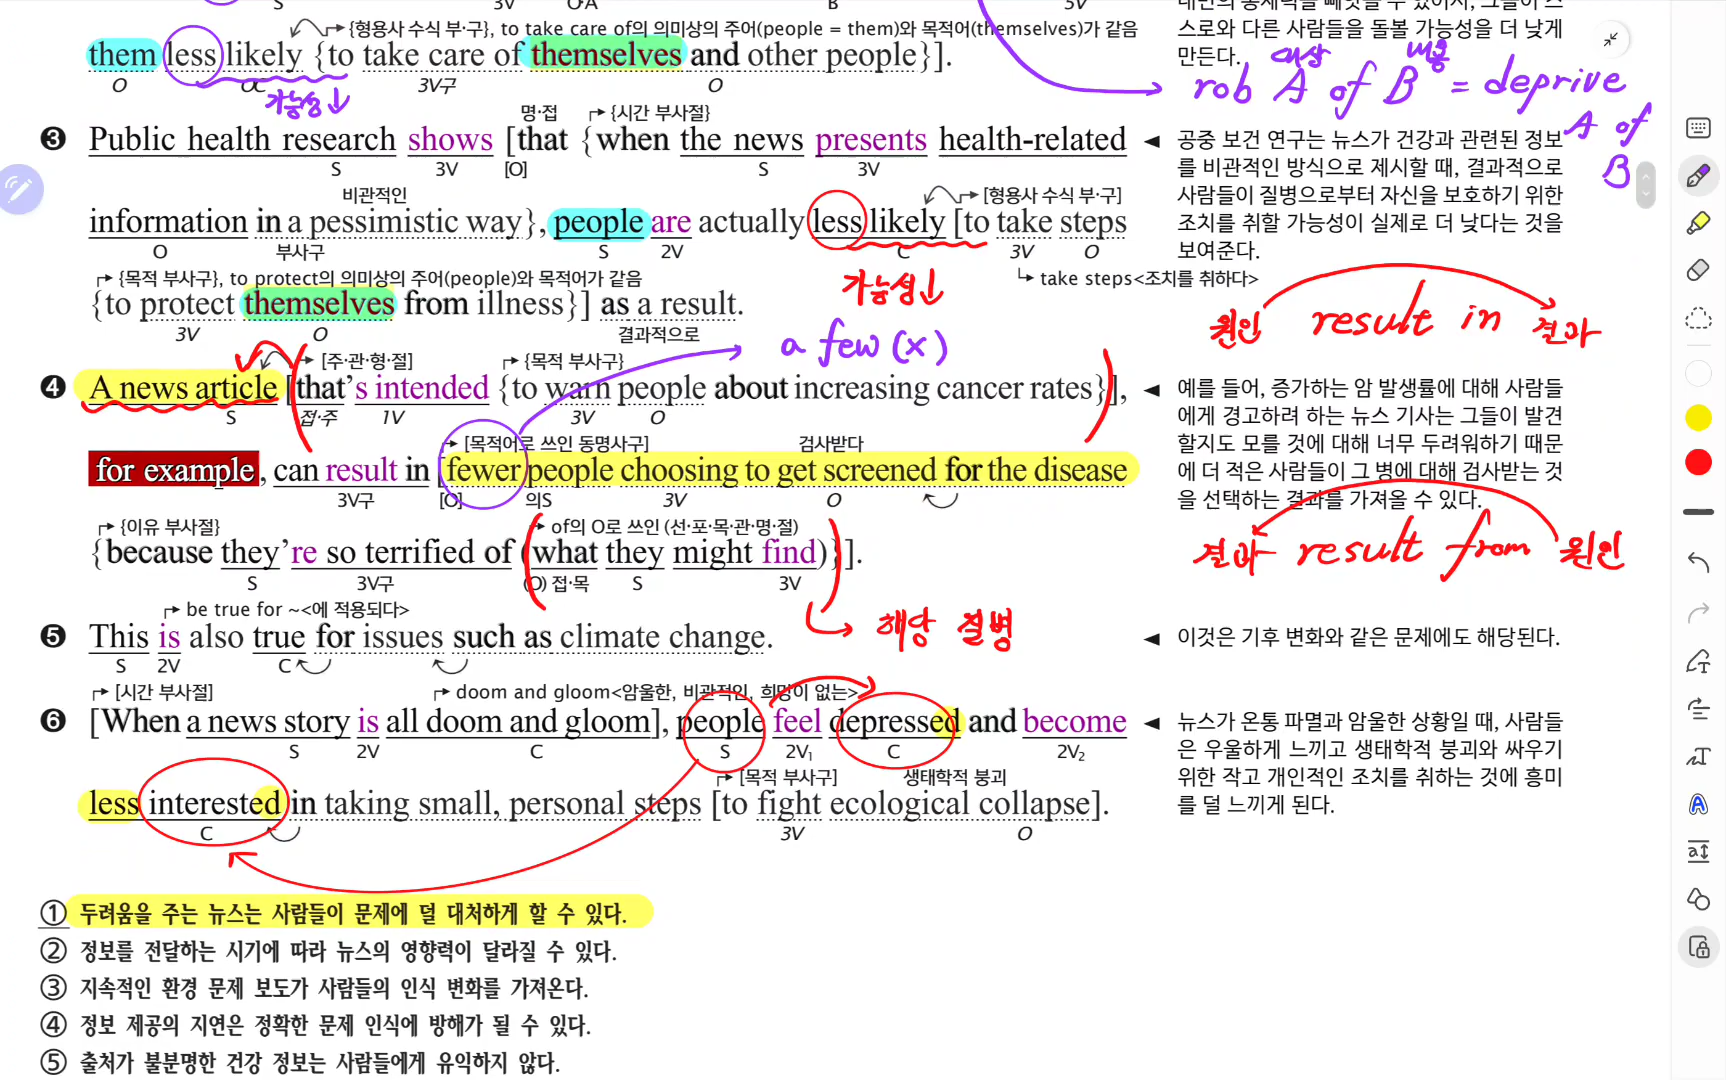 S 3V O·A B 3V
{형용사 수식 부·구}, to take care of의 의미상의 주어(people = them)와 목적어(themselves)가 같음
스로와 다른 사람들을 돌볼 가능성을 더 낮게
만든다.
them less likely {to take care of themselves and other people}].
O OC 3V구 O
가능성↓
대상 내용
rob A of B = deprive A of B
명·접 {시간 부사절}
❸ Public health research shows [that {when the news presents health-related
S 3V [O] S 3V
◄ 공중 보건 연구는 뉴스가 건강과 관련된 정보
를 비관적인 방식으로 제시할 때, 결과적으로
사람들이 질병으로부터 자신을 보호하기 위한
조치를 취할 가능성이 실제로 더 낮다는 것을
보여준다.
비관적인 [형용사 수식 부·구]
information in a pessimistic way}, people are actually less likely [to take steps
O 부사구 S 2V C 3V O
{목적 부사구}, to protect의 의미상의 주어(people)와 목적어가 같음
가능성↓
take steps<조치를 취하다>
{to protect themselves from illness}] as a result.
3V O 결과적으로
a few (x)
원인 result in 결과
[주·관·형·절] {목적 부사구}
❹ A news article [that's intended {to warn people about increasing cancer rates}],
S 접·주 1V 3V O
◄ 예를 들어, 증가하는 암 발생률에 대해 사람들
에게 경고하려 하는 뉴스 기사는 그들이 발견
할지도 모를 것에 대해 너무 두려워하기 때문
에 더 적은 사람들이 그 병에 대해 검사받는 것
을 선택하는 결과를 가져올 수 있다.
[목적어로 쓰인 동명사구] 검사받다
for example, can result in [fewer people choosing to get screened for the disease
3V구 [O] 의S 3V O
결과 result from 원인
{이유 부사절} of의 O로 쓰인 (선·포·목·관·명·절)
{because they're so terrified of (what they might find)}].
S 3V구 (O) 접·목 S 3V
해당 질병
be true for ~<에 적용되다>
❺ This is also true for issues such as climate change.
S 2V C
◄ 이것은 기후 변화와 같은 문제에도 해당된다.
[시간 부사절] doom and gloom<암울한, 비관적인, 희망이 없는>
❻ [When a news story is all doom and gloom], people feel depressed and become
S 2V C S 2V₁ C 2V₂
◄ 뉴스가 온통 파멸과 암울한 상황일 때, 사람들
은 우울하게 느끼고 생태학적 붕괴와 싸우기
위한 작고 개인적인 조치를 취하는 것에 흥미
를 덜 느끼게 된다.
[목적 부사구] 생태학적 붕괴
less interested in taking small, personal steps [to fight ecological collapse].
C 3V O
① 두려움을 주는 뉴스는 사람들이 문제에 덜 대처하게 할 수 있다.
② 정보를 전달하는 시기에 따라 뉴스의 영향력이 달라질 수 있다.
③ 지속적인 환경 문제 보도가 사람들의 인식 변화를 가져온다.
④ 정보 제공의 지연은 정확한 문제 인식에 방해가 될 수 있다.
⑤ 출처가 불분명한 건강 정보는 사람들에게 유익하지 않다.